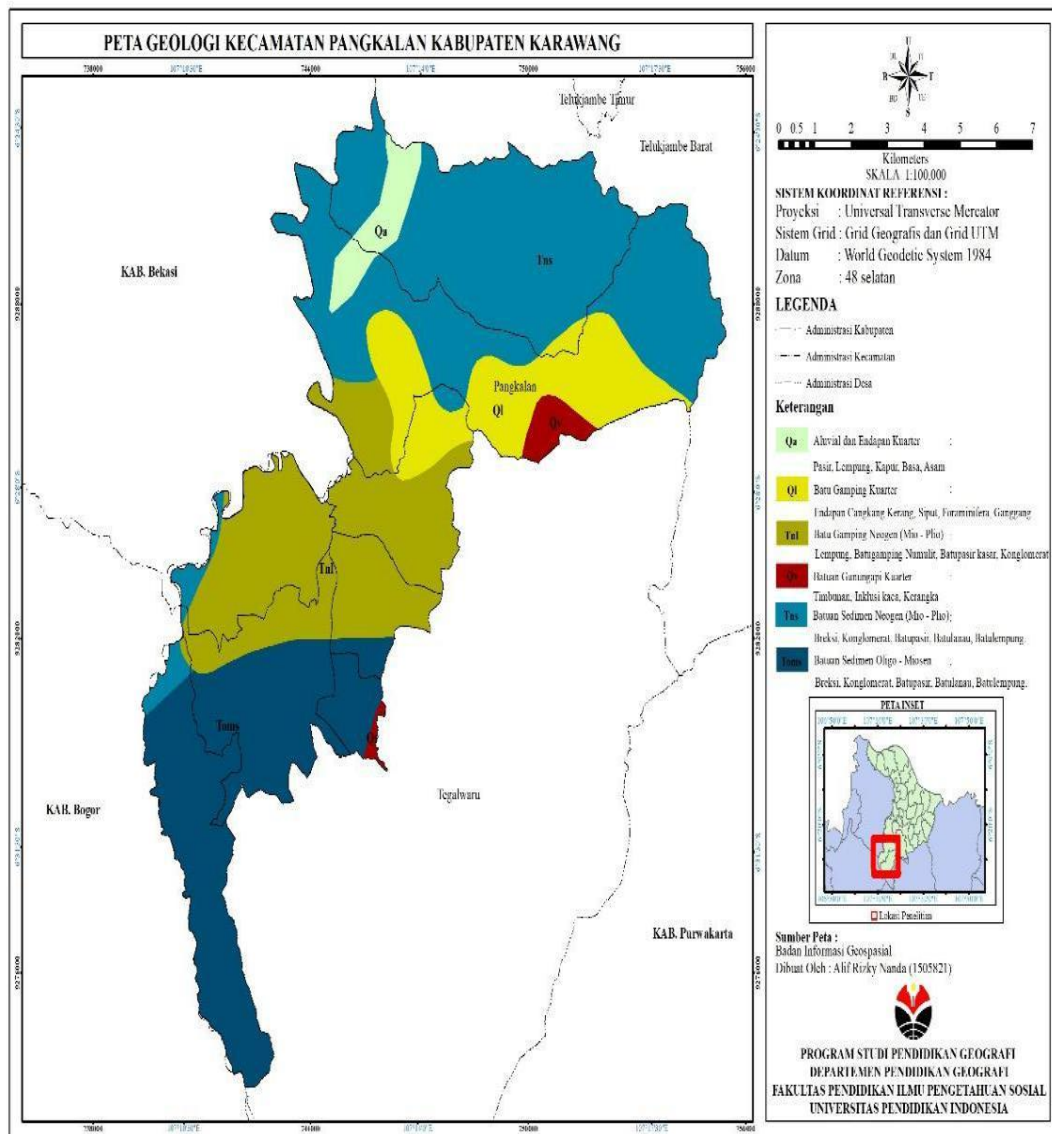 PETA GEOLOGI KECAMATAN PANGKALAN KABUPATEN KARAWANG
Telukjambe Timur
Telukjambe Barat
Qa
Tns
KAB. Bekasi
Pangkalan
Ql
Qv
Tnl
Toms
KAB. Bogor
Tegalwaru
KAB. Purwakarta
9288000
9282000
9276000
U
T
S
B
0 0.5 1 2 3 4 5 6 7
Kilometers
SKALA 1:100,000
SISTEM KOORDINAT REFERENSI :
Proyeksi : Universal Transverse Mercator
Sistem Grid : Grid Geografis dan Grid UTM
Datum : World Geodetic System 1984
Zona : 48 selatan
LEGENDA
Administrasi Kabupaten
Administrasi Kecamatan
Administrasi Desa
Keterangan
Qa Aluvial dan Endapan Kuarter :
Pasir, Lempung, Kapur, Basa, Asam
Ql Batu Gamping Kuarter :
Endapan Cangkang Kerang, Siput, Foraminifera, Ganggang
Tnl Batu Gamping Neogen (Mio - Plio) :
Lempung, Batugamping Numulit, Batupasir kasar, Konglomerat
Qv Batuan Gunungapi Kuarter :
Timbunan, Inklusi kaca, Kerangka
Tns Batuan Sedimen Neogen (Mio - Plio) ;
Breksi, Konglomerat, Batupasir, Batulanau, Batulempung.
Toms Batuan Sedimen Oligo - Miosen :
Breksi, Konglomerat, Batupasir, Batulanau, Batulempung.
PETA INSET
Lokasi Penelitian
Sumber Peta :
Badan Informasi Geospasial
Dibuat Oleh : Alif Rizky Nanda (1505821)
PROGRAM STUDI PENDIDIKAN GEOGRAFI
DEPARTEMEN PENDIDIKAN GEOGRAFI
FAKULTAS PENDIDIKAN ILMU PENGETAHUAN SOSIAL
UNIVERSITAS PENDIDIKAN INDONESIA